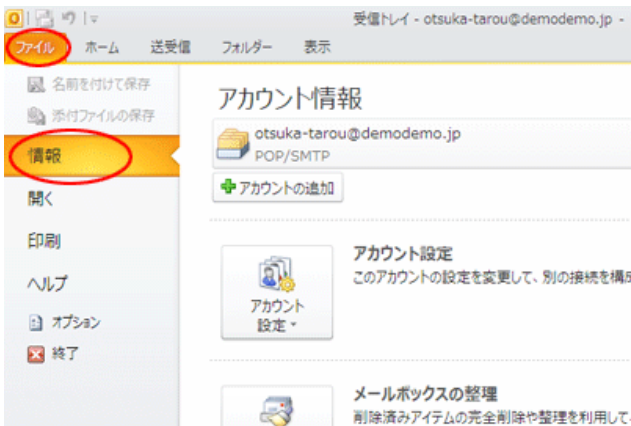 受信トレイ - otsuka-tarou@demodemo.jp -
ファイル ホーム 送受信 フォルダー 表示
名前を付けて保存
添付ファイルの保存
情報
開く
印刷
ヘルプ
オプション
終了
アカウント情報
otsuka-tarou@demodemo.jp
POP/SMTP
アカウントの追加
アカウント
設定
アカウント設定
このアカウントの設定を変更して、別の接続を構成
メールボックスの整理
削除済みアイテムの完全削除や整理を利用して、